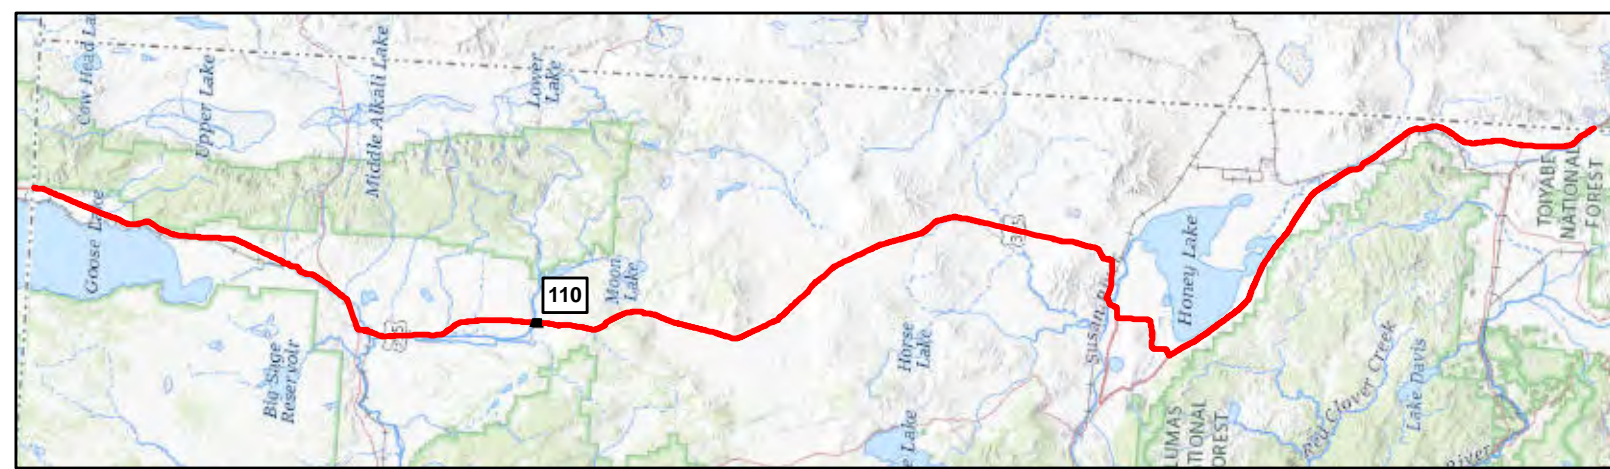 Cow Head La
Upper Lake
Middle Alkali Lake
Lower
Lake
Goose Lake
110
Moon
Lake
Big Sage
Reservoir
Horse
Lake
e Lake
395
Susan
Honey Lake
Red Clover Creek
Lake Davis
LUMAS
TIONAL
OREST
River
TOIYABE
NATIONAL
FOREST